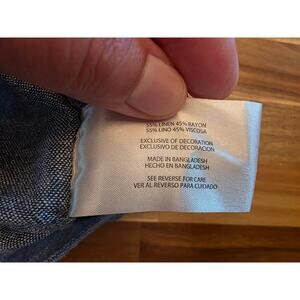 55% LINEN 45% RAYON
55% LINO 45% VISCOSA
EXCLUSIVE OF DECORATION
EXCLUSIVO DE DECORACION
MADE IN BANGLADESH
HECHO EN BANGLADESH
SEE REVERSE FOR CARE
VER AL REVERSO PARA CUIDADO